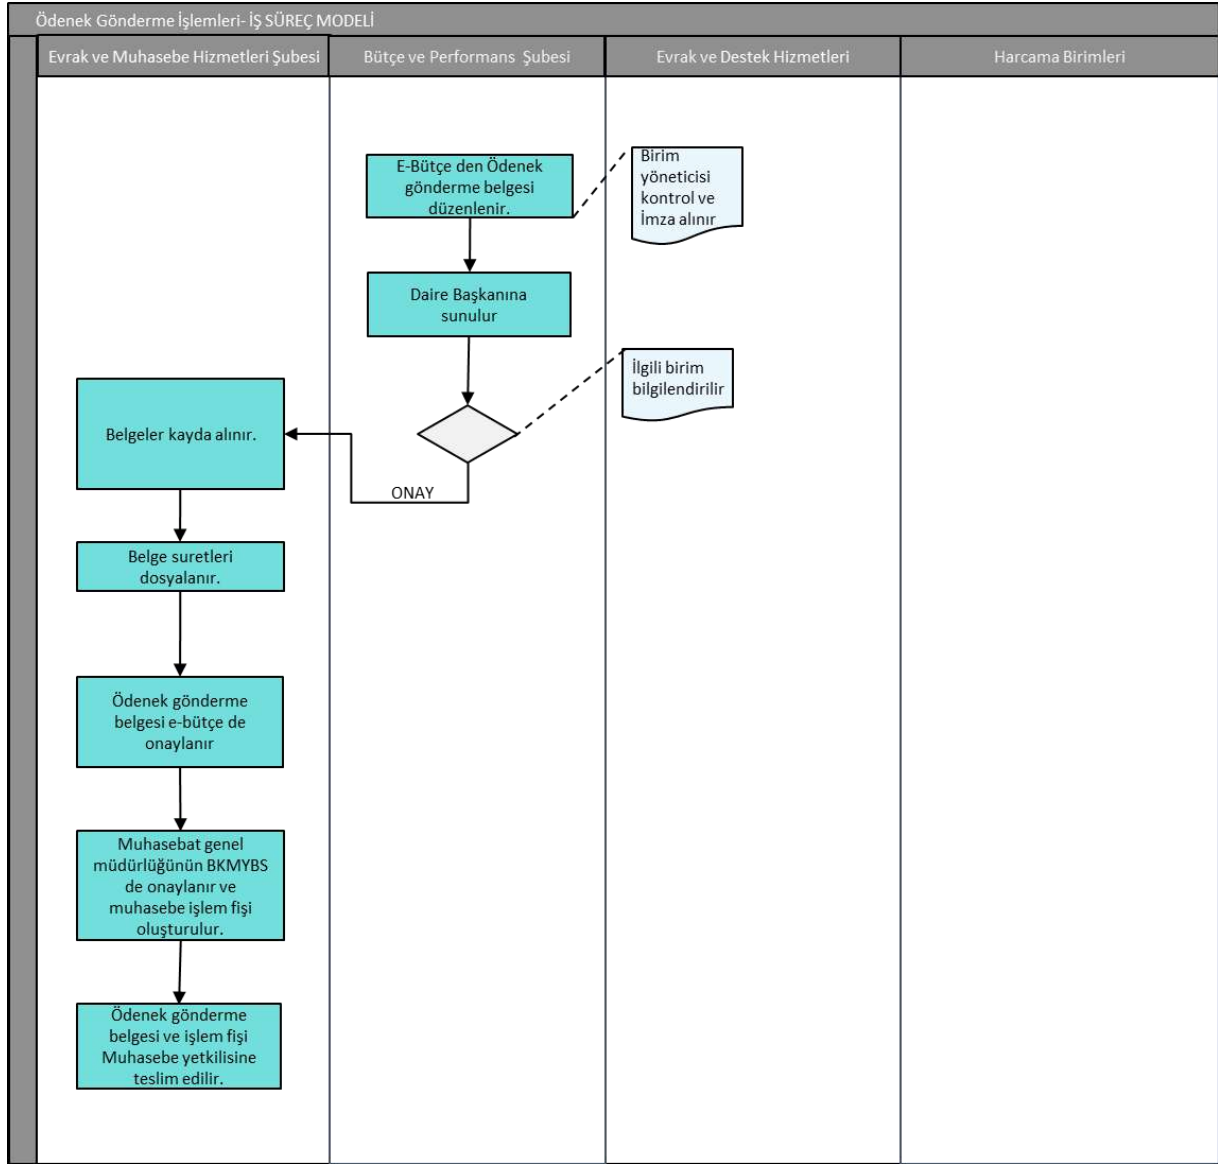 Ödenek Gönderme İşlemleri- İŞ SÜREÇ MODELİ
Evrak ve Muhasebe Hizmetleri Şubesi
Bütçe ve Performans Şubesi
Evrak ve Destek Hizmetleri
Harcama Birimleri
E-Bütçe den Ödenek
gönderme belgesi
düzenlenir.
Birim
yöneticisi
kontrol ve
İmza alınır
Daire Başkanına
sunulur
İlgili birim
bilgilendirilir
ONAY
Belgeler kayda alınır.
Belge suretleri
dosyalanır.
Ödenek gönderme
belgesi e-bütçe de
onaylanır
Muhasebat genel
müdürlüğünün BKMYBS
de onaylanır ve
muhasebe işlem fişi
oluşturulur.
Ödenek gönderme
belgesi ve işlem fişi
Muhasebe yetkilisine
teslim edilir.